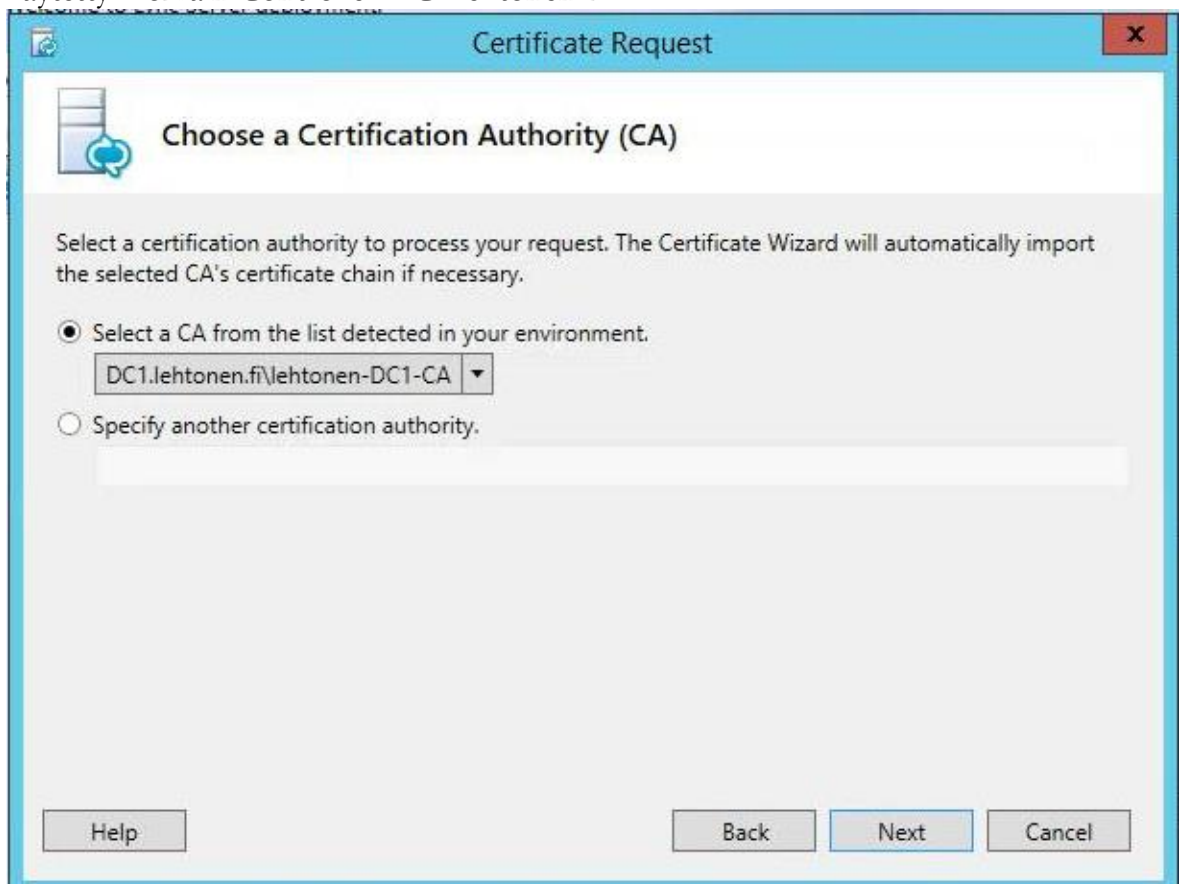 Certificate Request
x
Choose a Certification Authority (CA)
Select a certification authority to process your request. The Certificate Wizard will automatically import
the selected CA's certificate chain if necessary.
Select a CA from the list detected in your environment.
DC1.lehtonen.fi\lehtonen-DC1-CA
Specify another certification authority.
Help
Back
Next
Cancel